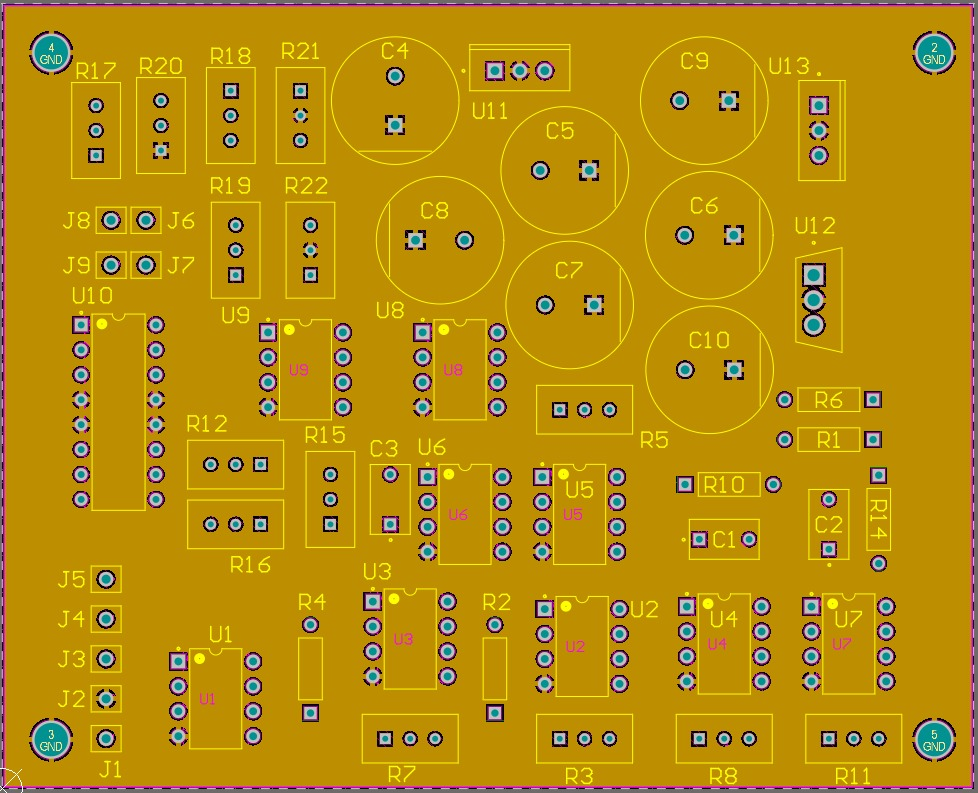 4
GND
2
GND
R17
R20
R18
R21
C4
U11
C9
U13
C5
R19
R22
C8
C6
U12
J8
J6
J9
J7
C7
U10
U9
U9
U8
U8
C10
R6
R5
R1
R12
R15
C3
U6
U6
U5
U5
R10
R14
C2
C1
R16
J5
J4
J3
J2
J1
U3
U3
R4
R2
U2
U2
U4
U4
U7
U7
U1
U1
3
GND
5
GND
R7
R3
R8
R11